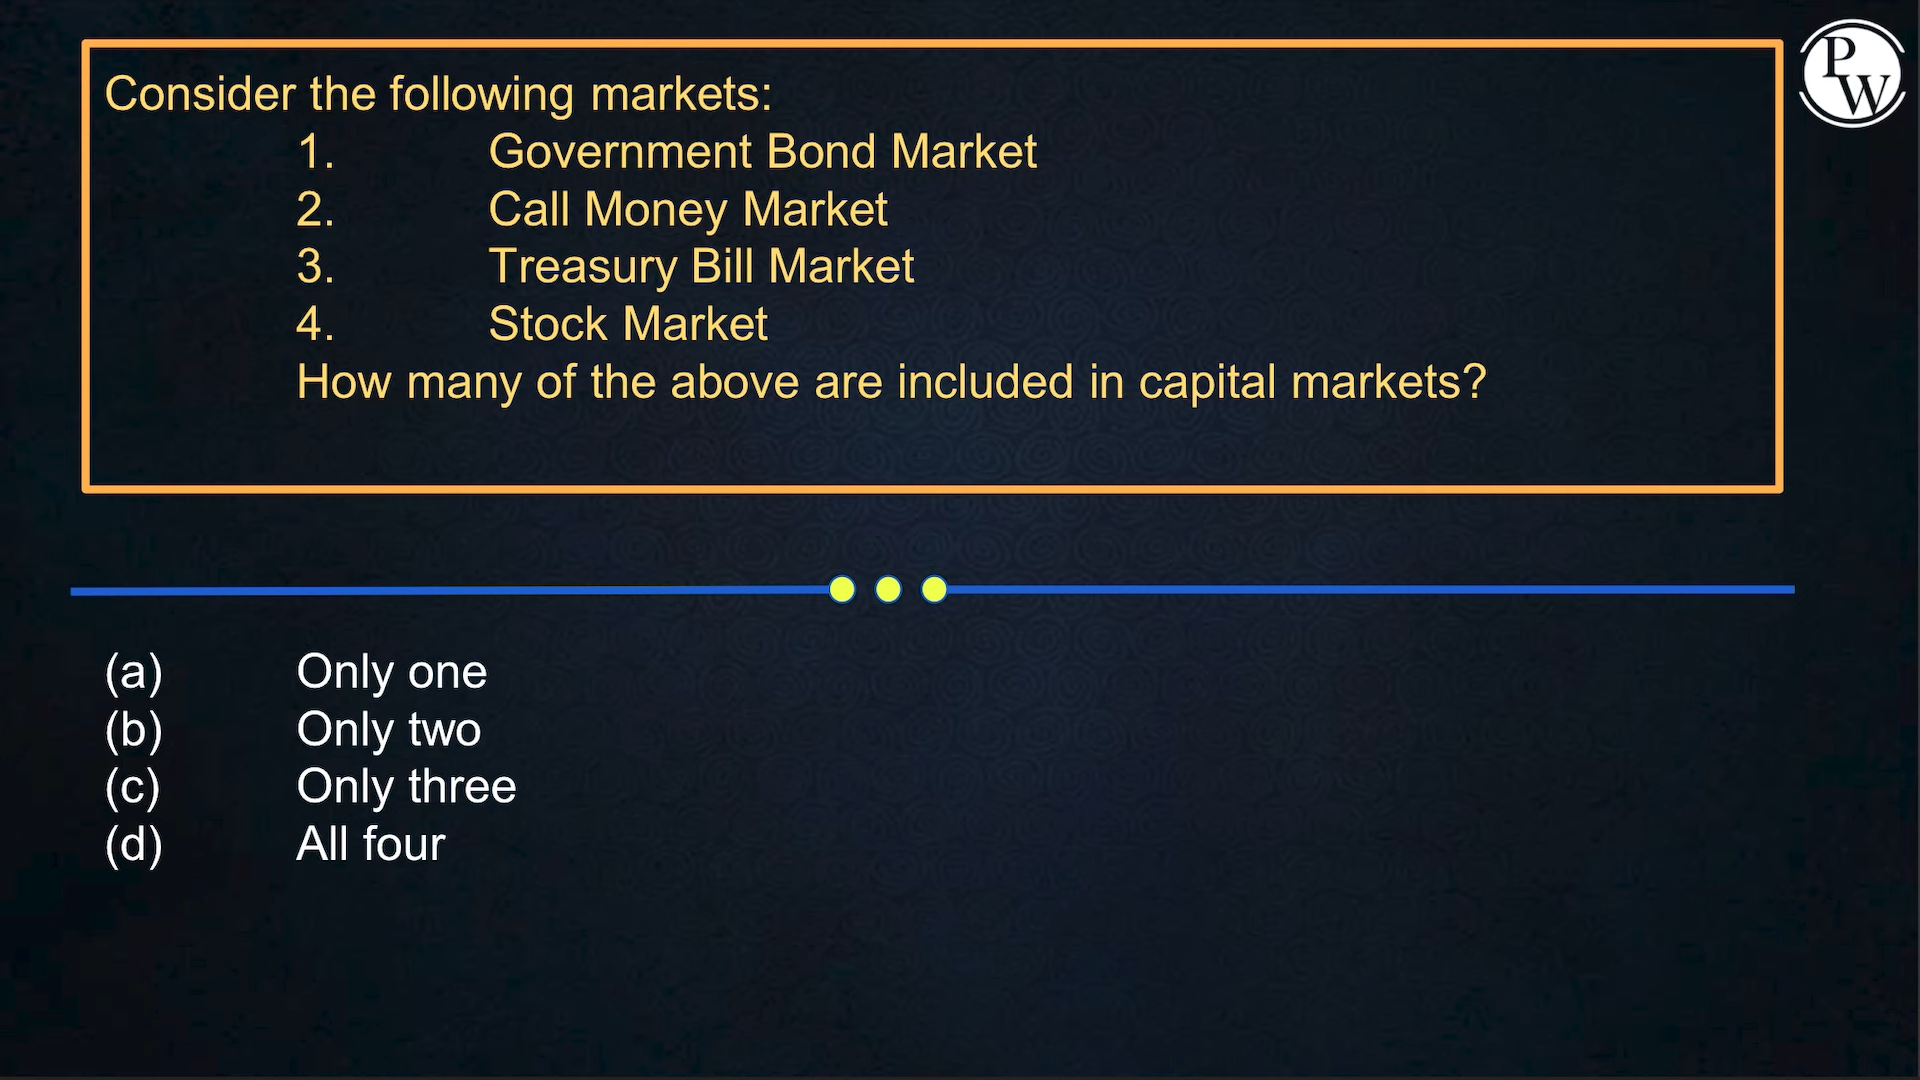 PW
Consider the following markets:
1. Government Bond Market
2. Call Money Market
3. Treasury Bill Market
4. Stock Market
How many of the above are included in capital markets?
(a) Only one
(b) Only two
(c) Only three
(d) All four